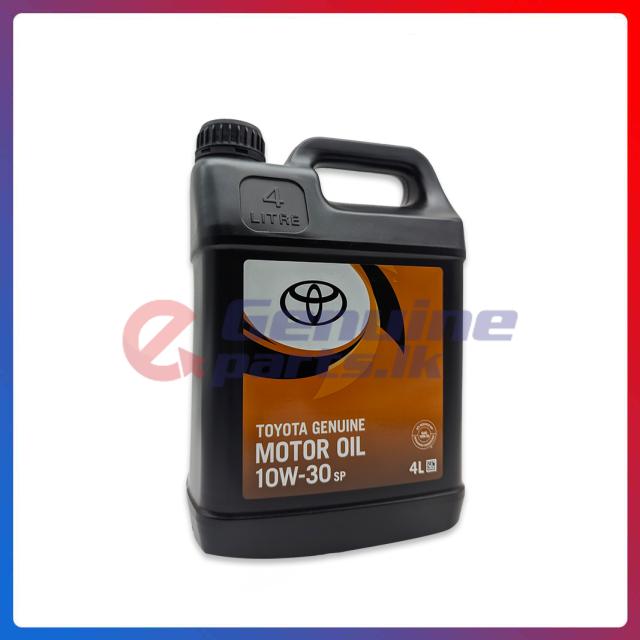 4
LITRE
Genuine
parts.lk
TOYOTA GENUINE
MOTOR OIL
10W-30 SP
4L